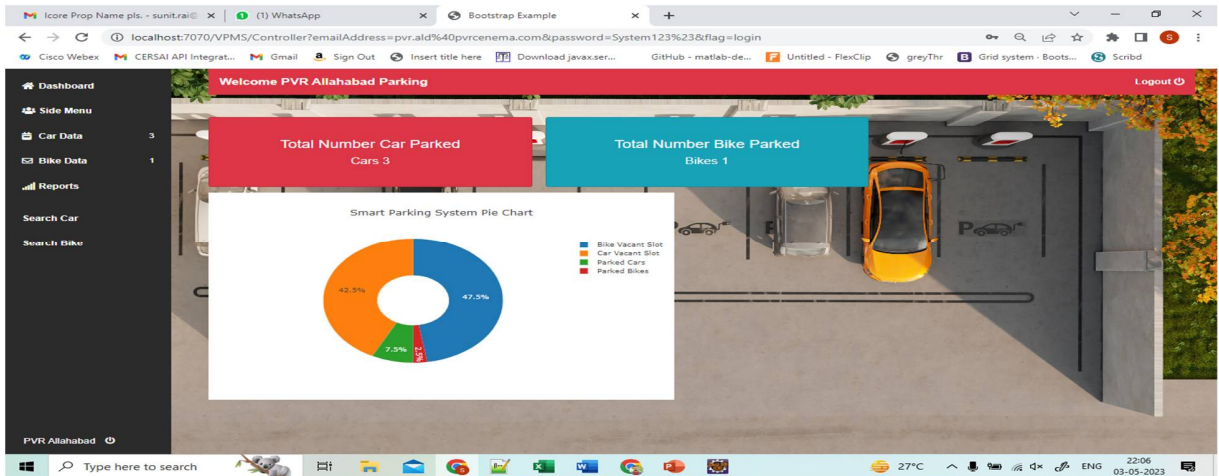 Icore Prop Name pls. - sunit.rai@
(1) WhatsApp
Bootstrap Example
localhost:7070/VPMS/Controller?emailAddress=pvr.ald%40pvrcenema.com&password=System123%23&flag=login
Cisco Webex
CERSAI API Integrat...
Gmail
Sign Out
Insert title here
Download javax.ser...
GitHub - matlab-de...
Untitled - FlexClip
greyThr
Grid system - Boots...
Scribd
Dashboard
Welcome PVR Allahabad Parking
Logout
Side Menu
Car Data 3
Bike Data 1
Reports
Search Car
Search Bike
Total Number Car Parked
Cars 3
Total Number Bike Parked
Bikes 1
Smart Parking System Pie Chart
Bike Vacant Slot
Car Vacant Slot
Parked Cars
Parked Bikes
42.5%
47.5%
7.5%
2.5%
PVR Allahabad
Type here to search
27°C
ENG
22:06
03-05-2023